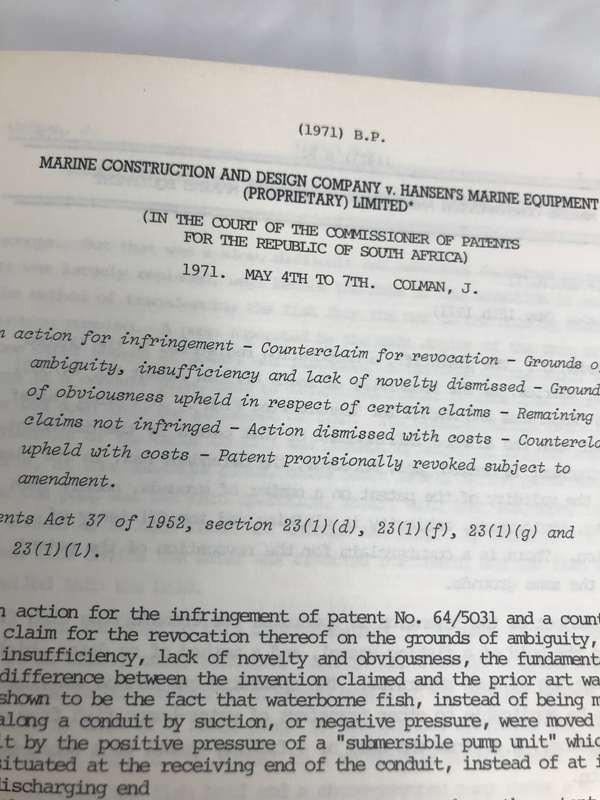 (1971) B.P.
MARINE CONSTRUCTION AND DESIGN COMPANY v. HANSEN'S MARINE EQUIPMENT
(PROPRIETARY) LIMITED*
(IN THE COURT OF THE COMMISSIONER OF PATENTS
FOR THE REPUBLIC OF SOUTH AFRICA)
1971. MAY 4TH TO 7TH. COLMAN, J.
n action for infringement - Counterclaim for revocation - Grounds of
ambiguity, insufficiency and lack of novelty dismissed - Ground
of obviousness upheld in respect of certain claims - Remaining
claims not infringed - Action dismissed with costs - Counterclai
upheld with costs - Patent provisionally revoked subject to
amendment.
ents Act 37 of 1952, section 23(1)(d), 23(1)(f), 23(1)(g) and
23(1)(l).
n action for the infringement of patent No. 64/5031 and a count
claim for the revocation thereof on the grounds of ambiguity,
insufficiency, lack of novelty and obviousness, the fundament
difference between the invention claimed and the prior art wa
shown to be the fact that waterborne fish, instead of being m
along a conduit by suction, or negative pressure, were moved
it by the positive pressure of a "submersible pump unit" whic
situated at the receiving end of the conduit, instead of at i
discharging end